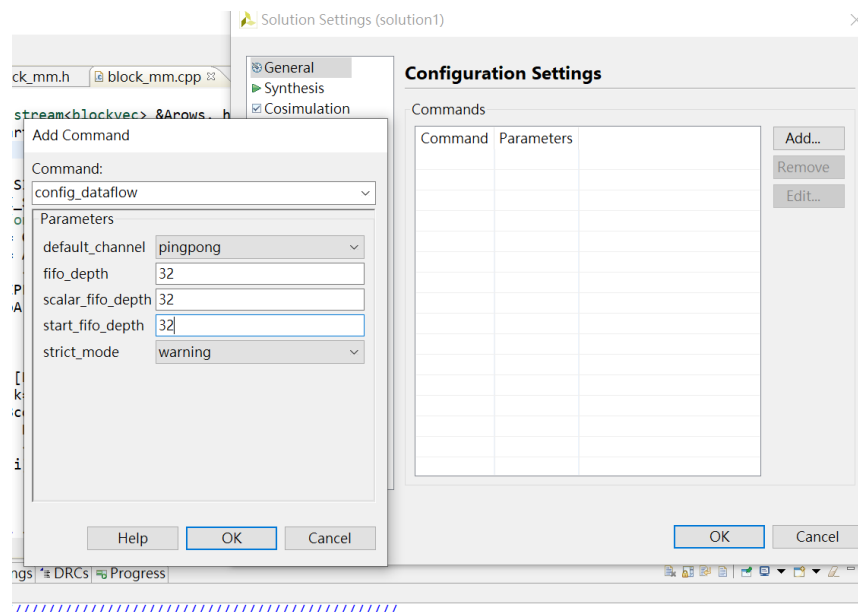 Solution Settings (solution1)
ck_mm.h
block_mm.cpp
General
Synthesis
Cosimulation
Configuration Settings
Commands
Command Parameters
Add...
Remove
Edit...
stream<blockvec> &Arows, h
Add Command
Command:
config_dataflow
Parameters
default_channel pingpong
fifo_depth 32
scalar_fifo_depth 32
start_fifo_depth 32
strict_mode warning
Help OK Cancel
OK Cancel
ngs DRCs Progress
////////////////////////////////////////////////